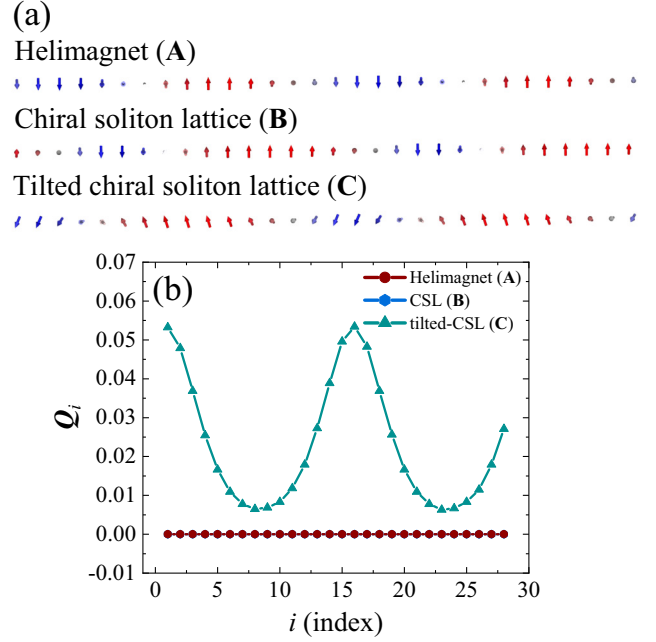 (a)
Helimagnet (A)
Chiral soliton lattice (B)
Tilted chiral soliton lattice (C)
(b)
Helimagnet (A)
CSL (B)
tilted-CSL (C)
0.07
0.06
0.05
0.04
0.03
0.02
0.01
0.00
-0.01
Q_i
0 5 10 15 20 25 30
i (index)